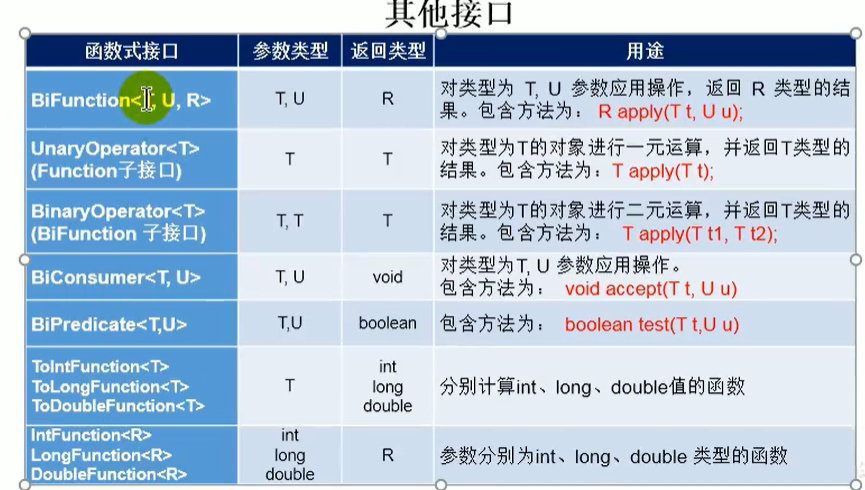 其他接口
函数式接口 参数类型 返回类型 用途
BiFunction<T, U, R> T, U R 对类型为 T, U 参数应用操作，返回 R 类型的结
果。包含方法为： R apply(T t, U u);
UnaryOperator<T>
(Function子接口) T T 对类型为T的对象进行一元运算，并返回T类型的
结果。包含方法为：T apply(T t);
BinaryOperator<T>
(BiFunction 子接口) T, T T 对类型为T的对象进行二元运算，并返回T类型的
结果。包含方法为： T apply(T t1, T t2);
BiConsumer<T, U> T, U void 对类型为T, U 参数应用操作。
包含方法为： void accept(T t, U u)
BiPredicate<T,U> T,U boolean 包含方法为： boolean test(T t,U u)
ToIntFunction<T>
ToLongFunction<T>
ToDoubleFunction<T>
T
int
long
double
分别计算int、long、double值的函数
IntFunction<R>
LongFunction<R>
DoubleFunction<R>
int
long
double
R
参数分别为int、long、double 类型的函数